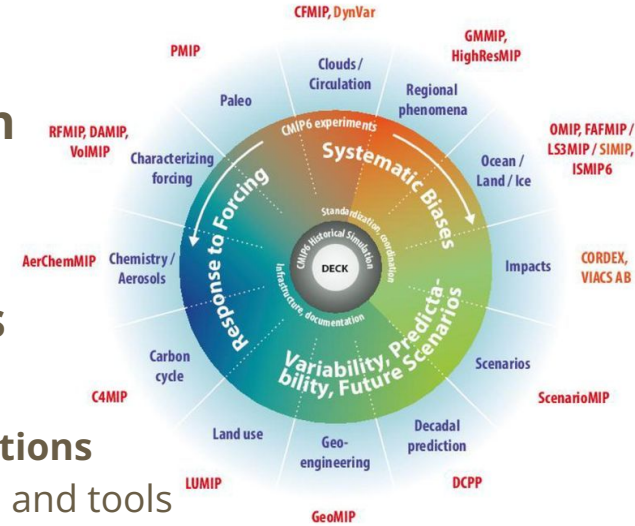 CFMIP, DynVar
GMMIP,
HighResMIP
PMIP
Clouds /
Circulation
Regional
phenomena
Paleo
n
CMIP6 experiments
OMIP, FAFMIP /
LS3MIP / SIMIP,
ISMIP6
RFMIP, DAMIP,
VolMIP
Characterizing
forcing
Systematic Biases
Ocean /
Land / Ice
Response to Forcing
Standardization, coordination
CMIP6 Historical Simulation
DECK
Infrastructure, documentation
AerChemMIP
Chemistry /
Aerosols
Impacts
CORDEX,
VIACS AB
s
Variability, Predicta-
bility, Future Scenarios
Carbon
cycle
Scenarios
C4MIP
ScenarioMIP
Land use
Geo-
engineering
Decadal
prediction
tions
LUMIP
DCPP
and tools
GeoMIP